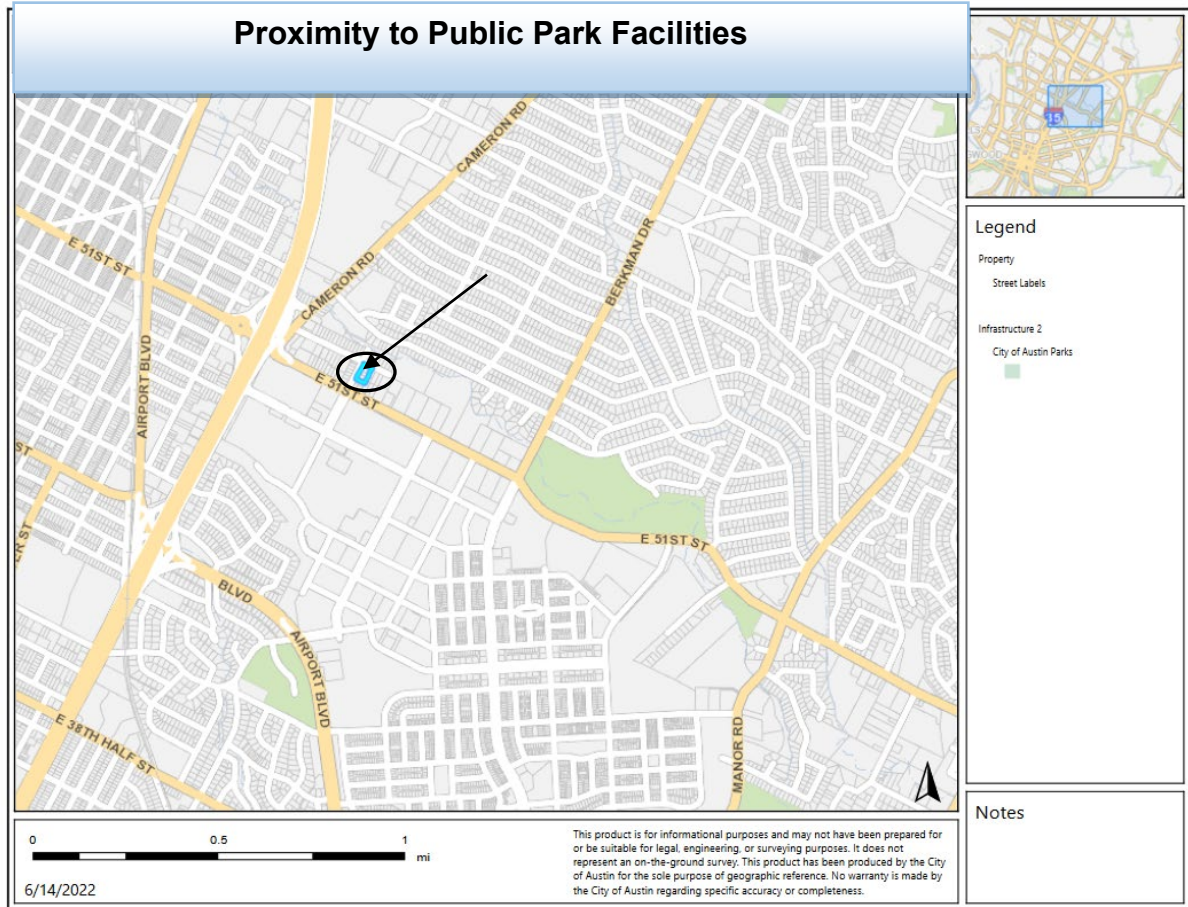 Proximity to Public Park Facilities
15
WOOD
CAMERON RD
E 51ST ST
CAMERON RD
BERKMAN DR
AIRPORT BLVD
E 51ST ST
ST
E 51ST ST
ER ST
BLVD
AIRPORT BLVD
E 38TH HALF ST
MANOR RD
Legend
Property
Street Labels
Infrastructure 2
City of Austin Parks
Notes
0 0.5 1
mi
6/14/2022
This product is for informational purposes and may not have been prepared for
or be suitable for legal, engineering, or surveying purposes. It does not
represent an on-the-ground survey. This product has been produced by the City
of Austin for the sole purpose of geographic reference. No warranty is made by
the City of Austin regarding specific accuracy or completeness.